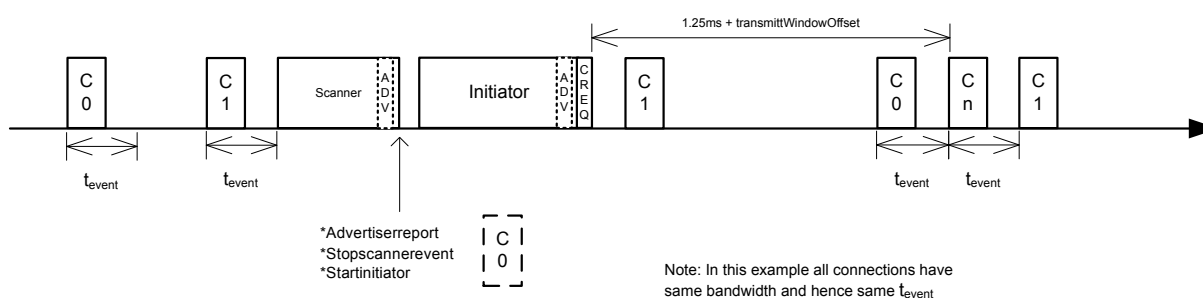 1.25ms + transmittWindowOffset
C
0
C
1
Scanner
A
D
V
Initiator
A
D
V
C
R
E
Q
C
1
C
0
C
n
C
1
tevent
tevent
tevent
tevent
*Advertiserreport
*Stopscannerevent
*Startinitiator
C
0
Note: In this example all connections have
same bandwidth and hence same tevent